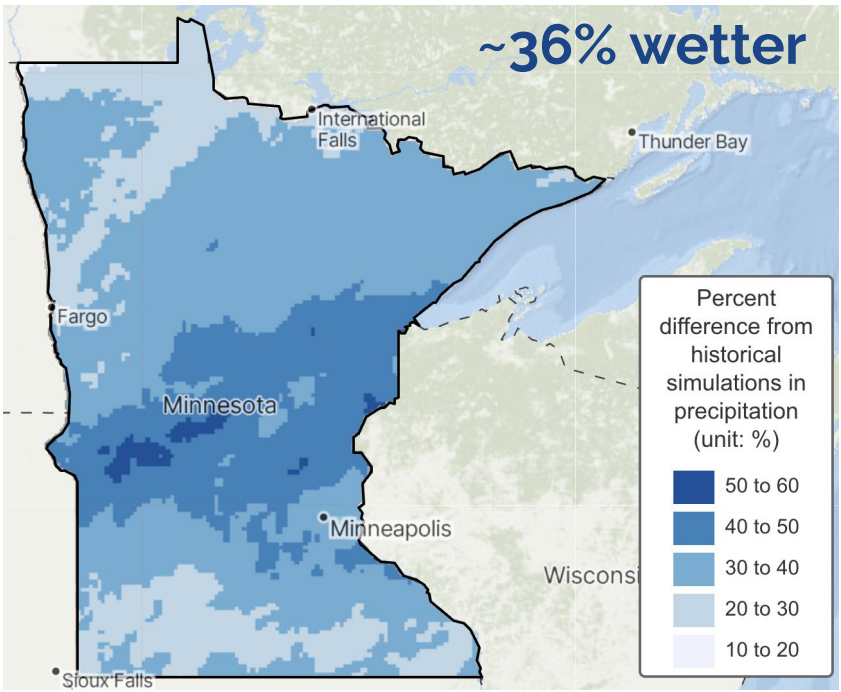 ~36% wetter
International
Falls
Thunder Bay
Fargo
Minnesota
Minneapolis
Wisconsi
Sioux Falls
Percent
difference from
historical
simulations in
precipitation
(unit: %)
50 to 60
40 to 50
30 to 40
20 to 30
10 to 20